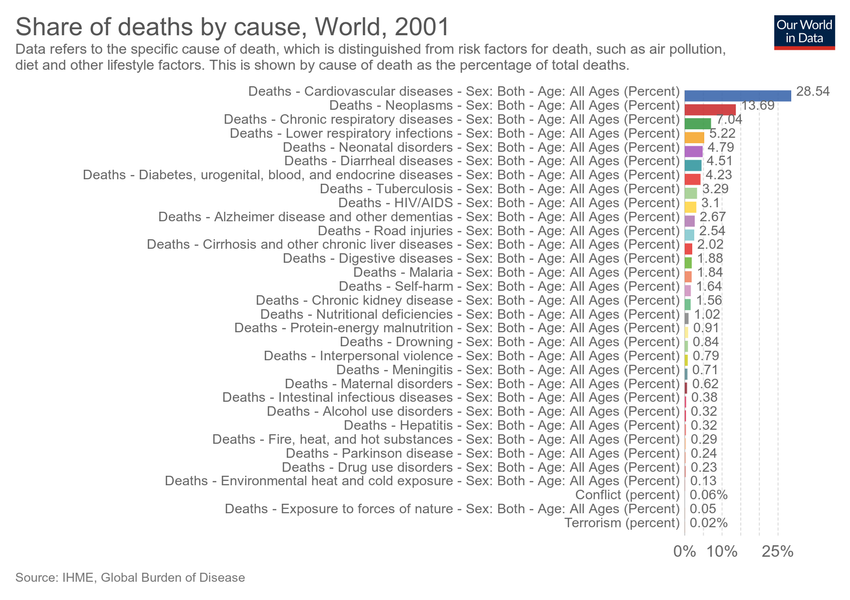 Share of deaths by cause, World, 2001
Our World
in Data
Data refers to the specific cause of death, which is distinguished from risk factors for death, such as air pollution,
diet and other lifestyle factors. This is shown by cause of death as the percentage of total deaths.
Deaths - Cardiovascular diseases - Sex: Both - Age: All Ages (Percent) 28.54
Deaths - Neoplasms - Sex: Both - Age: All Ages (Percent) 13.69
Deaths - Chronic respiratory diseases - Sex: Both - Age: All Ages (Percent) 7.04
Deaths - Lower respiratory infections - Sex: Both - Age: All Ages (Percent) 5.22
Deaths - Neonatal disorders - Sex: Both - Age: All Ages (Percent) 4.79
Deaths - Diarrheal diseases - Sex: Both - Age: All Ages (Percent) 4.51
Deaths - Diabetes, urogenital, blood, and endocrine diseases - Sex: Both - Age: All Ages (Percent) 4.23
Deaths - Tuberculosis - Sex: Both - Age: All Ages (Percent) 3.29
Deaths - HIV/AIDS - Sex: Both - Age: All Ages (Percent) 3.1
Deaths - Alzheimer disease and other dementias - Sex: Both - Age: All Ages (Percent) 2.67
Deaths - Road injuries - Sex: Both - Age: All Ages (Percent) 2.54
Deaths - Cirrhosis and other chronic liver diseases - Sex: Both - Age: All Ages (Percent) 2.02
Deaths - Digestive diseases - Sex: Both - Age: All Ages (Percent) 1.88
Deaths - Malaria - Sex: Both - Age: All Ages (Percent) 1.84
Deaths - Self-harm - Sex: Both - Age: All Ages (Percent) 1.64
Deaths - Chronic kidney disease - Sex: Both - Age: All Ages (Percent) 1.56
Deaths - Nutritional deficiencies - Sex: Both - Age: All Ages (Percent) 1.02
Deaths - Protein-energy malnutrition - Sex: Both - Age: All Ages (Percent) 0.91
Deaths - Drowning - Sex: Both - Age: All Ages (Percent) 0.84
Deaths - Interpersonal violence - Sex: Both - Age: All Ages (Percent) 0.79
Deaths - Meningitis - Sex: Both - Age: All Ages (Percent) 0.71
Deaths - Maternal disorders - Sex: Both - Age: All Ages (Percent) 0.62
Deaths - Intestinal infectious diseases - Sex: Both - Age: All Ages (Percent) 0.38
Deaths - Alcohol use disorders - Sex: Both - Age: All Ages (Percent) 0.32
Deaths - Hepatitis - Sex: Both - Age: All Ages (Percent) 0.32
Deaths - Fire, heat, and hot substances - Sex: Both - Age: All Ages (Percent) 0.29
Deaths - Parkinson disease - Sex: Both - Age: All Ages (Percent) 0.24
Deaths - Drug use disorders - Sex: Both - Age: All Ages (Percent) 0.23
Deaths - Environmental heat and cold exposure - Sex: Both - Age: All Ages (Percent) 0.13
Conflict (percent) 0.06%
Deaths - Exposure to forces of nature - Sex: Both - Age: All Ages (Percent) 0.05
Terrorism (percent) 0.02%
0% 10% 25%
Source: IHME, Global Burden of Disease